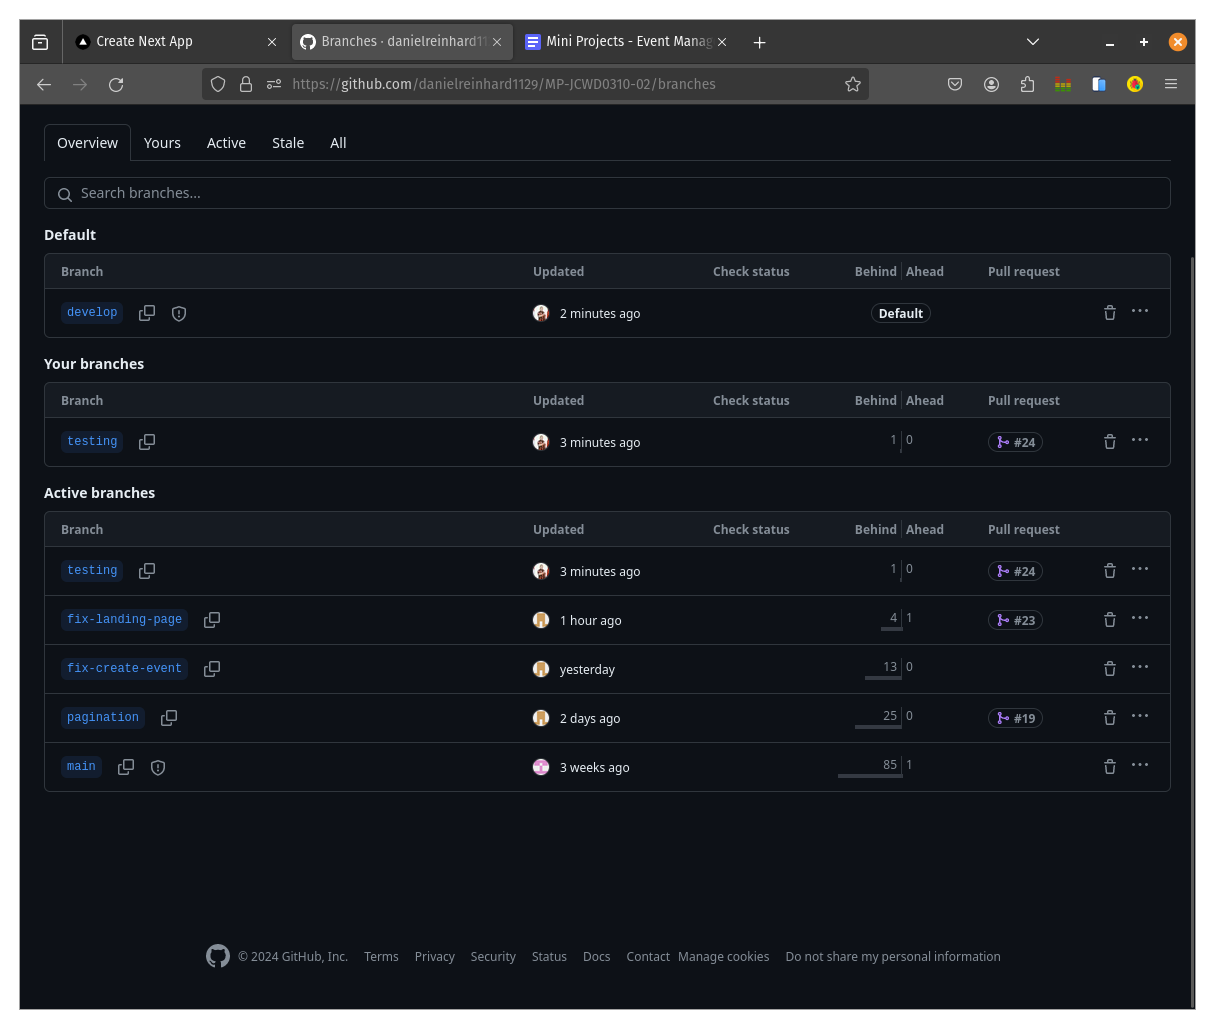 Create Next App
Branches · danielreinhard11
Mini Projects - Event Manag
https://github.com/danielreinhard1129/MP-JCWD0310-02/branches
Overview Yours Active Stale All
Search branches...
Default
Branch Updated Check status Behind Ahead Pull request
develop 2 minutes ago Default
Your branches
Branch Updated Check status Behind Ahead Pull request
testing 3 minutes ago 1 0 #24
Active branches
Branch Updated Check status Behind Ahead Pull request
testing 3 minutes ago 1 0 #24
fix-landing-page 1 hour ago 4 1 #23
fix-create-event yesterday 13 0
pagination 2 days ago 25 0 #19
main 3 weeks ago 85 1
© 2024 GitHub, Inc. Terms Privacy Security Status Docs Contact Manage cookies Do not share my personal information